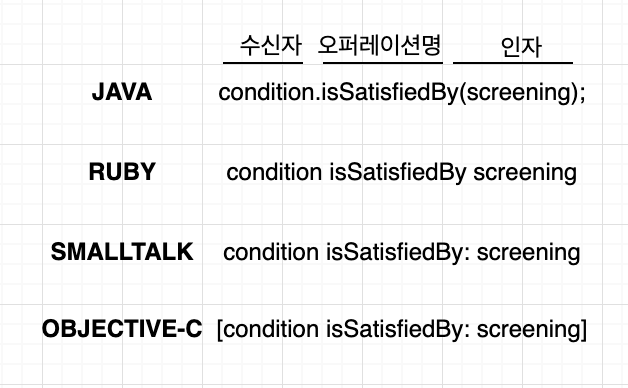 수신자 오퍼레이션명 인자
JAVA condition.isSatisfiedBy(screening);
RUBY condition isSatisfiedBy screening
SMALLTALK condition isSatisfiedBy: screening
OBJECTIVE-C [condition isSatisfiedBy: screening]